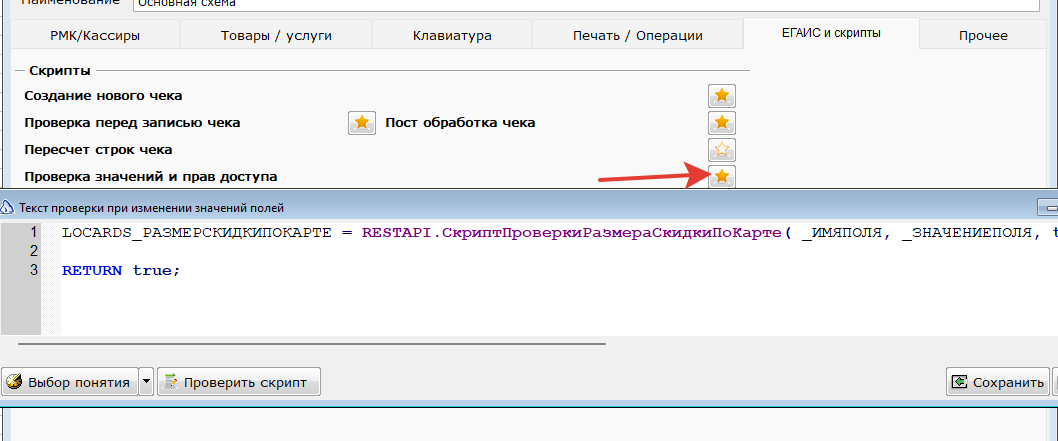 Наименование Основная схема
РМК/Кассиры Товары / услуги Клавиатура Печать / Операции ЕГАИС и скрипты Прочее
Скрипты
Создание нового чека
Проверка перед записью чека Пост обработка чека
Пересчет строк чека
Проверка значений и прав доступа
Текст проверки при изменении значений полей
1 LOCARDS_РАЗМЕРСКИДКИПОКАРТЕ = RESTAPI.СкриптПроверкиРазмераСкидкиПоКарте( _ИМЯПОЛЯ, _ЗНАЧЕНИЕПОЛЯ, t
2
3 RETURN true;
Выбор понятия Проверить скрипт Сохранить